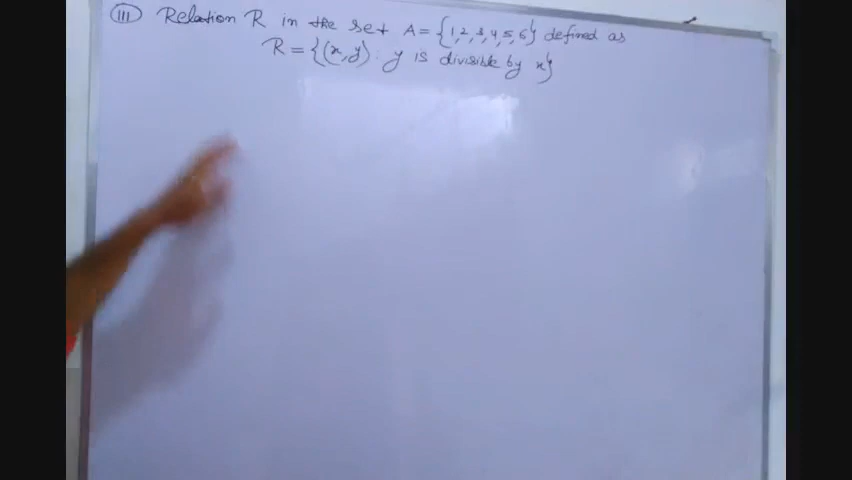 (III) Relation R in the set A = {1,2,3,4,5,6} defined as
R = {(x,y) : y is divisible by x}